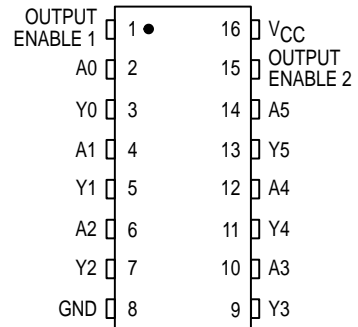 OUTPUT
ENABLE 1 1 16 VCC
A0 2 15 OUTPUT
ENABLE 2
Y0 3 14 A5
A1 4 13 Y5
Y1 5 12 A4
A2 6 11 Y4
Y2 7 10 A3
GND 8 9 Y3